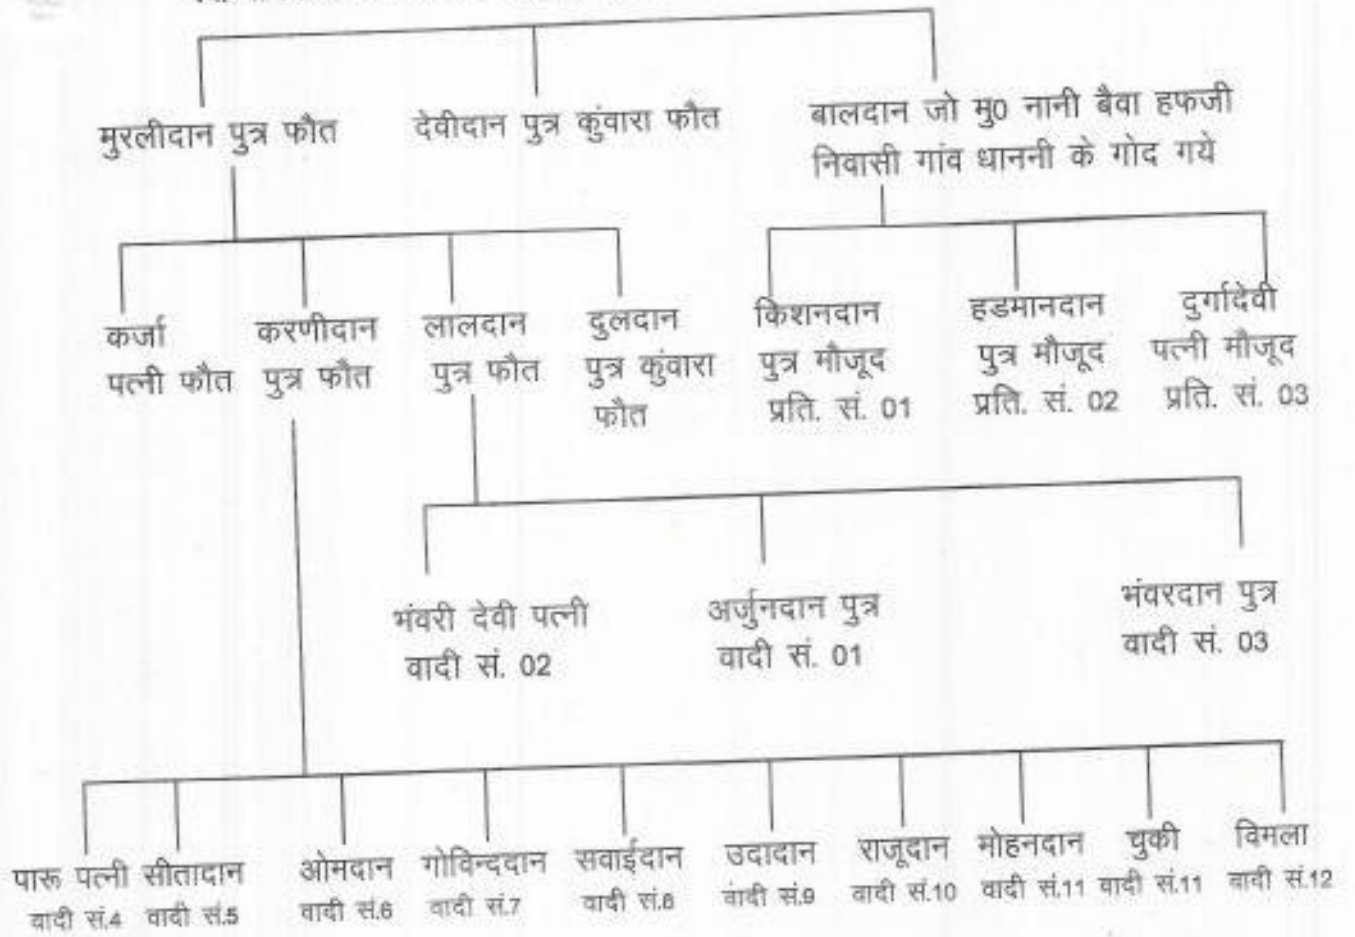 मुरलीदान पुत्र फौत
देवीदान पुत्र कुंवारा फौत
बालदान जो मु0 नानी बैवा हफजी
निवासी गांव धाननी के गोद गये
कर्जा
पत्नी फौत
करणीदान
पुत्र फौत
लालदान
पुत्र फौत
दुलदान
पुत्र कुंवारा
फौत
किशनदान
पुत्र मौजूद
प्रति. सं. 01
हडमानदान
पुत्र मौजूद
प्रति. सं. 02
दुर्गादेवी
पत्नी मौजूद
प्रति. सं. 03
भंवरी देवी पत्नी
वादी सं. 02
अर्जुनदान पुत्र
वादी सं. 01
भंवरदान पुत्र
वादी सं. 03
पारू पत्नी
वादी सं.4
सीतादान
वादी सं.5
ओमदान
वादी सं.6
गोविन्ददान
वादी सं.7
सवाईदान
वादी सं.8
उदादान
वादी सं.9
राजूदान
वादी सं.10
मोहनदान
वादी सं.11
चुकी
वादी सं.11
विमला
वादी सं.12